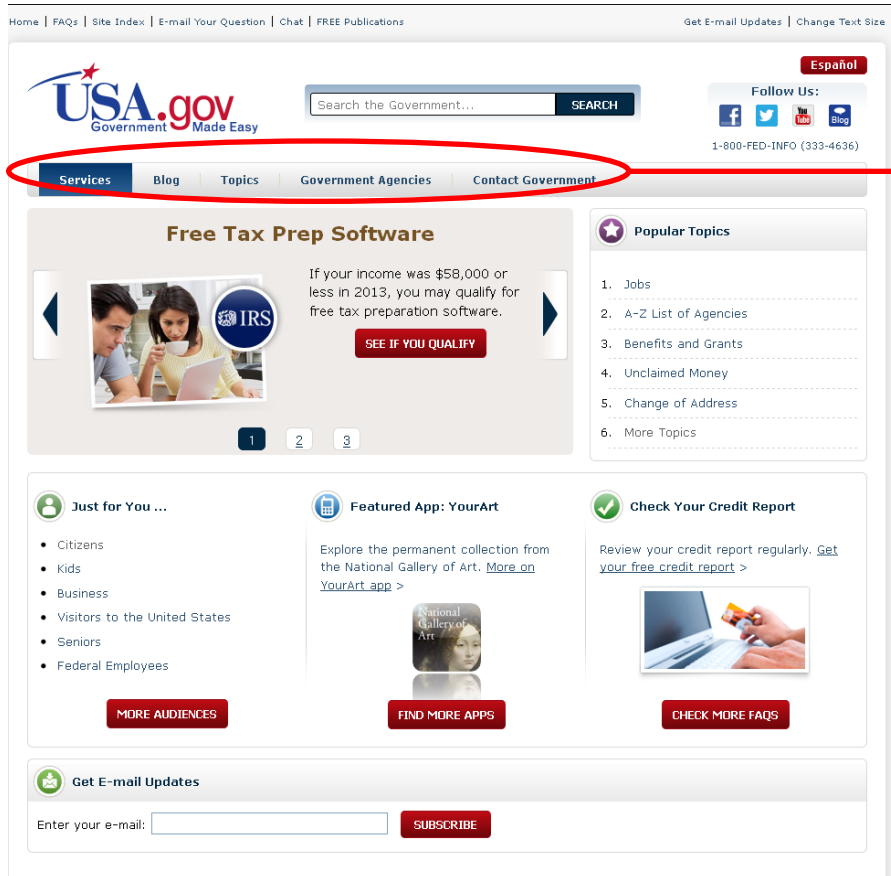 Home | FAQs | Site Index | E-mail Your Question | Chat | FREE Publications
Get E-mail Updates | Change Text Size
Español
USA.gov
Government Made Easy
Search the Government...
SEARCH
Follow Us:
You Tube
Blog
1-800-FED-INFO (333-4636)
Services Blog Topics Government Agencies Contact Government
Free Tax Prep Software
If your income was $58,000 or
less in 2013, you may qualify for
free tax preparation software.
IRS
SEE IF YOU QUALIFY
1 2 3
Popular Topics
1. Jobs
2. A-Z List of Agencies
3. Benefits and Grants
4. Unclaimed Money
5. Change of Address
6. More Topics
Just for You ...
• Citizens
• Kids
• Business
• Visitors to the United States
• Seniors
• Federal Employees
MORE AUDIENCES
Featured App: YourArt
Explore the permanent collection from
the National Gallery of Art. More on
YourArt app >
National
Gallery of
Art
FIND MORE APPS
Check Your Credit Report
Review your credit report regularly. Get
your free credit report >
CHECK MORE FAQS
Get E-mail Updates
Enter your e-mail:
SUBSCRIBE